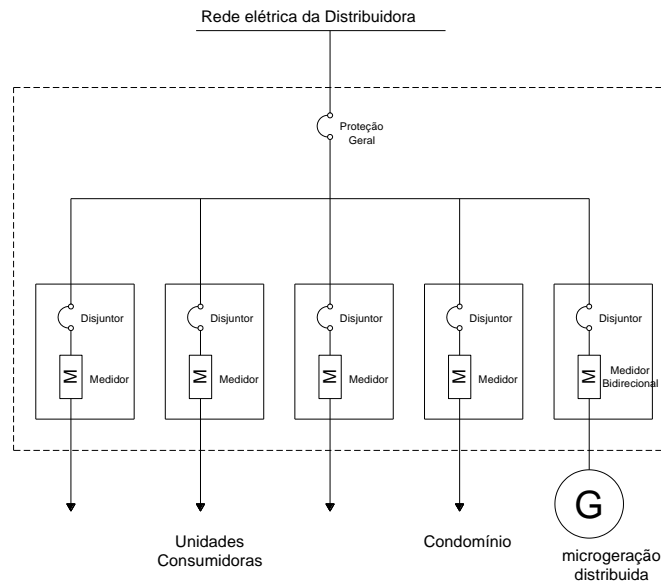 Rede elétrica da Distribuidora
Proteção
Geral
Disjuntor
Disjuntor
Disjuntor
Disjuntor
Disjuntor
M
Medidor
M
Medidor
M
Medidor
M
Medidor
M
Medidor
Bidirecional
Unidades
Consumidoras
Condomínio
G
microgeração
distribuida